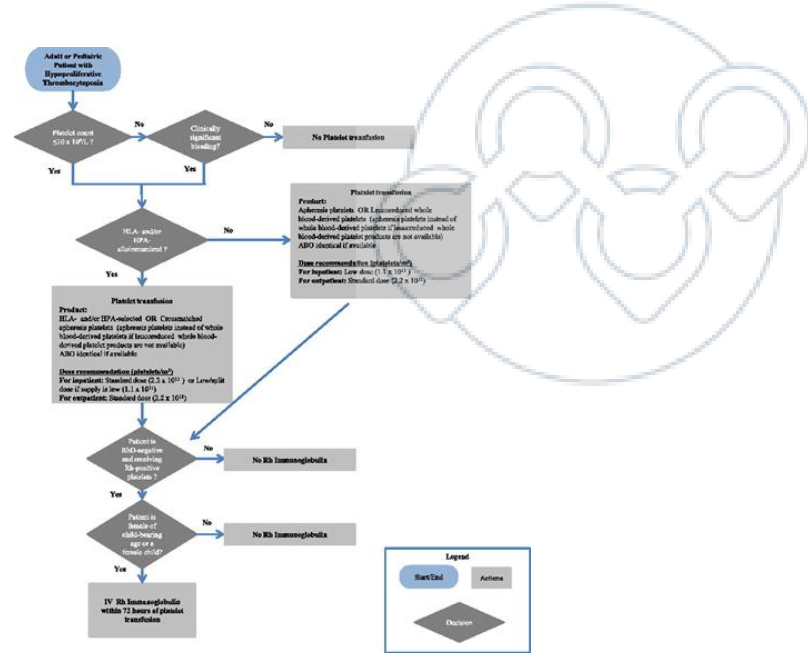 Adult or Pediatric
Patient with
Hypoproliferative
Thrombocytopenia
Platelet count
≤10 x 10⁹/L ?
No
Clinically
significant
bleeding?
No
No Platelet transfusion
Yes
Yes
HLA- and/or
HPA-
alloimmunized ?
No
Platelet transfusion
Product:
Apheresis platelets OR Leucoreduced whole
blood-derived platelets (apheresis platelets instead of
whole blood-derived platelets if leucoreduced whole
blood-derived platelet products are not available)
ABO identical if available
Dose recommendation (platelets/m²)
For inpatient: Low dose (1.1 x 10¹¹ )
For outpatient: Standard dose (2.2 x 10¹¹)
Yes
Platelet transfusion
Product:
HLA- and/or HPA-selected OR Crossmatched
apheresis platelets (apheresis platelets instead of whole
blood-derived platelets if leucoreduced whole blood-
derived platelet products are not available)
ABO identical if available
Dose recommendation (platelets/m²)
For inpatient: Standard dose (2.2 x 10¹¹ ) or Low/split
dose if supply is low (1.1 x 10¹¹)
For outpatient: Standard dose (2.2 x 10¹¹)
Patient is
RhD-negative
and receiving
Rh-positive
platelets ?
No
No Rh Immunoglobulin
Yes
Patient is
female of
child-bearing
age or a
female child?
No
No Rh Immunoglobulin
Yes
IV Rh Immunoglobulin
within 72 hours of platelet
transfusion
Legend
Start/End
Actions
Decision